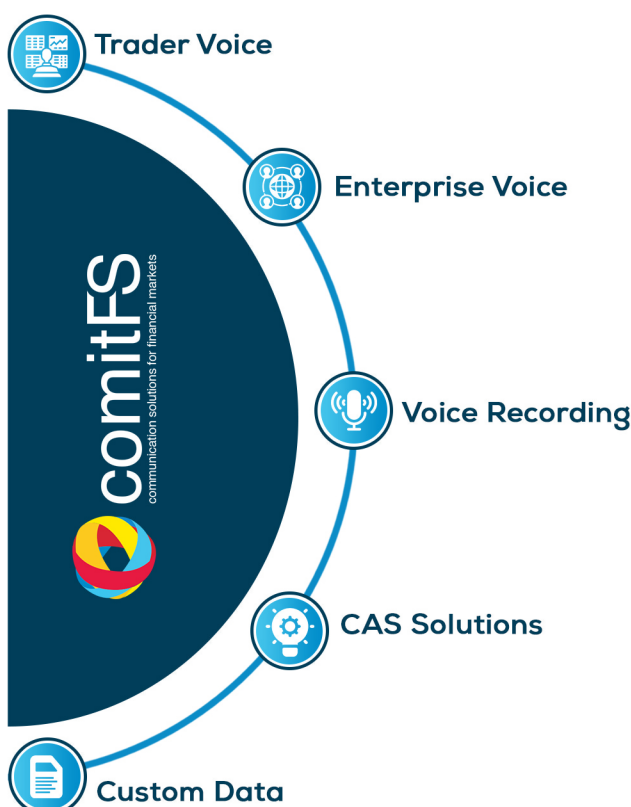 Trader Voice
Enterprise Voice
comitFS
communication solutions for financial markets
Voice Recording
CAS Solutions
Custom Data